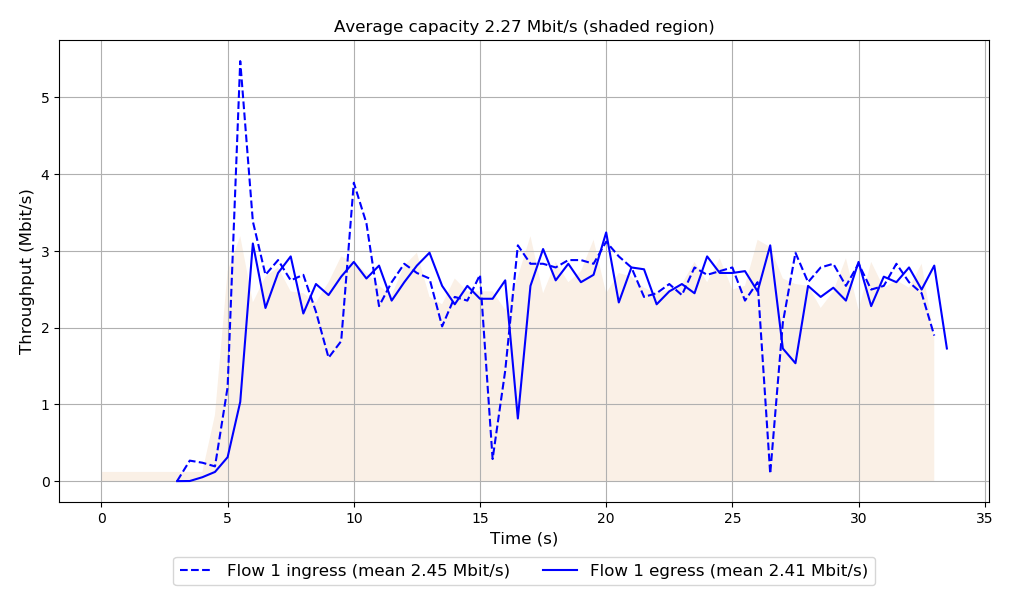 Average capacity 2.27 Mbit/s (shaded region)
Throughput (Mbit/s)
5
4
3
2
1
0
0 5 10 15 20 25 30 35
Time (s)
Flow 1 ingress (mean 2.45 Mbit/s) Flow 1 egress (mean 2.41 Mbit/s)